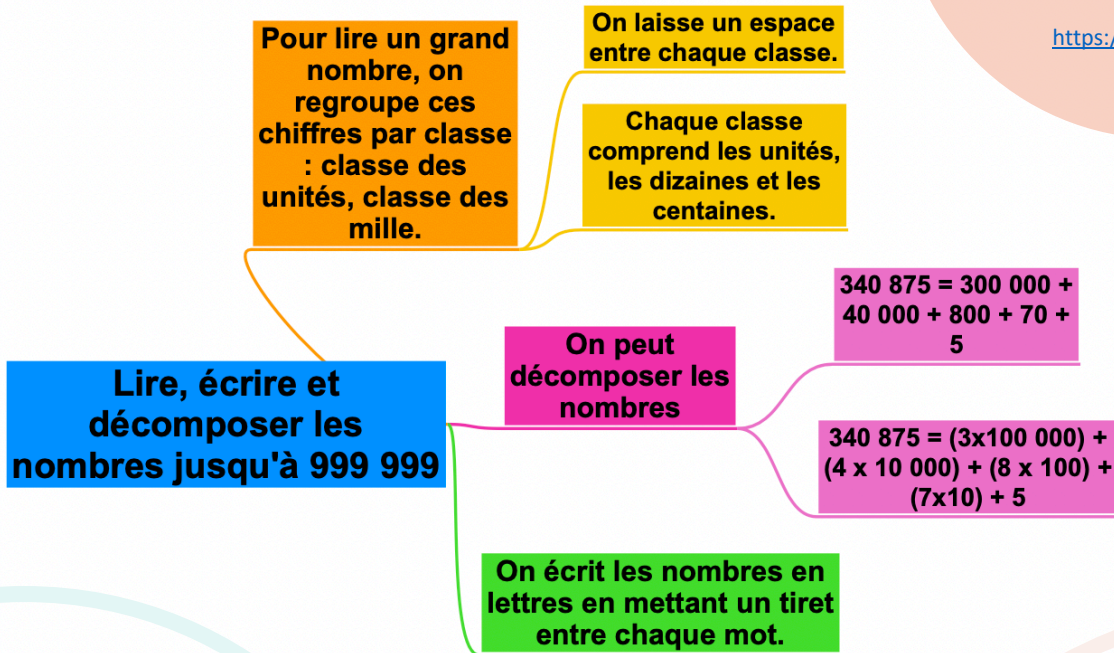 Pour lire un grand
nombre, on
regroupe ces
chiffres par classe
: classe des
unités, classe des
mille.
On laisse un espace
entre chaque classe.
https:/
Chaque classe
comprend les unités,
les dizaines et les
centaines.
Lire, écrire et
décomposer les
nombres jusqu'à 999 999
On peut
décomposer les
nombres
340 875 = 300 000 +
40 000 + 800 + 70 +
5
340 875 = (3x100 000) +
(4 x 10 000) + (8 x 100) +
(7x10) + 5
On écrit les nombres en
lettres en mettant un tiret
entre chaque mot.